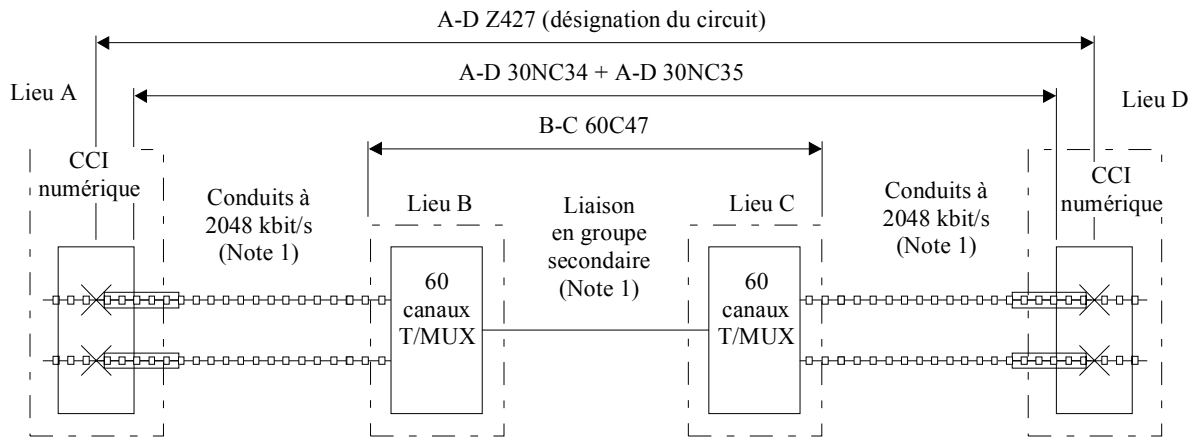 A-D Z427 (désignation du circuit)
A-D 30NC34 + A-D 30NC35
Lieu A
Lieu D
B-C 60C47
CCI
numérique
Conduits à
2048 kbit/s
(Note 1)
Lieu B
Liaison
en groupe
secondaire
(Note 1)
Lieu C
Conduits à
2048 kbit/s
(Note 1)
CCI
numérique
60
canaux
T/MUX
60
canaux
T/MUX